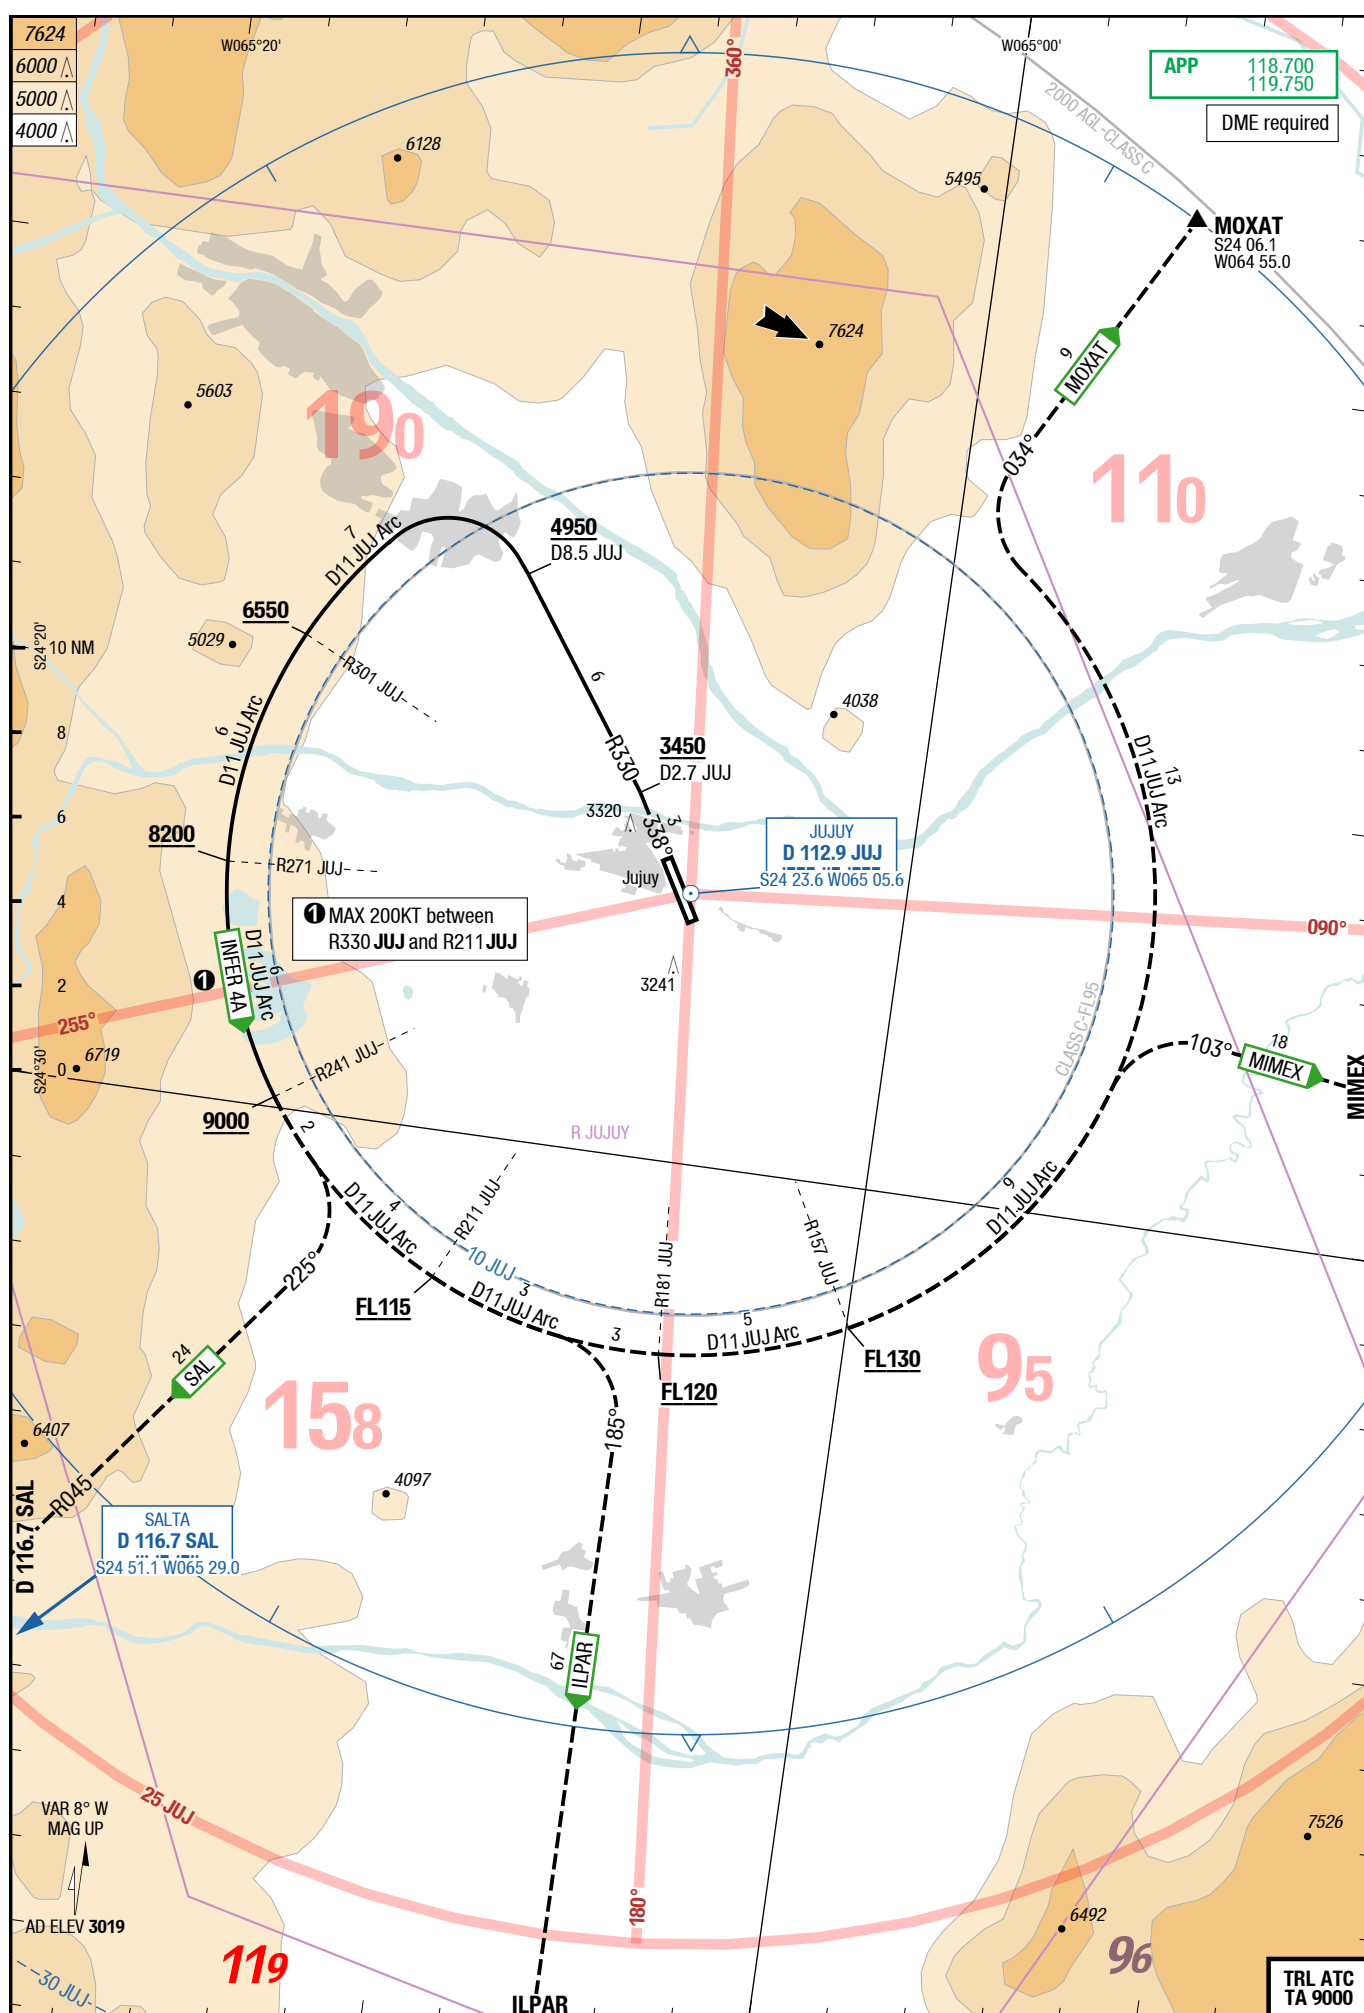 7624
6000
5000
4000
W065°20'
360°
W065°00'
APP 118.700
119.750
DME required
2000 AGL-CLASS C
6128
5495
MOXAT
S24 06.1
W064 55.0
7624
9
MOXAT
5603
190
034°
110
7
D11 JUJ Arc
4950
D8.5 JUJ
6550
5029
S24°20'
10 NM
R301 JUJ
6
4038
8
6
D11 JUJ Arc
R330
3450
D2.7 JUJ
13
D11 JUJ Arc
6
3320
338°
3
8200
R271 JUJ
Jujuy
JUJUY
D 112.9 JUJ
S24 23.6 W065 05.6
4
1 MAX 200KT between
R330 JUJ and R211 JUJ
090°
INFER 4A
D11 JUJ Arc
6
1
2
3241
255°
CLASS C-FL95
6719
S24°30'
0
R241 JUJ
103°
18
MIMEX
MIMEX
9000
2
R JUJUY
4
D11 JUJ Arc
R211 JUJ
9
D11 JUJ Arc
R157 JUJ
R181 JUJ
225°
10 JUJ
3
D11 JUJ Arc
FL115
3
5
D11 JUJ Arc
FL130
24
SAL
FL120
95
158
185°
6407
R045
4097
D 116.7 SAL
SALTA
D 116.7 SAL
S24 51.1 W065 29.0
67
ILPAR
25 JUJ
VAR 8° W
MAG UP
7526
180°
6492
AD ELEV 3019
119
96
30 JUJ
ILPAR
TRL ATC
TA 9000